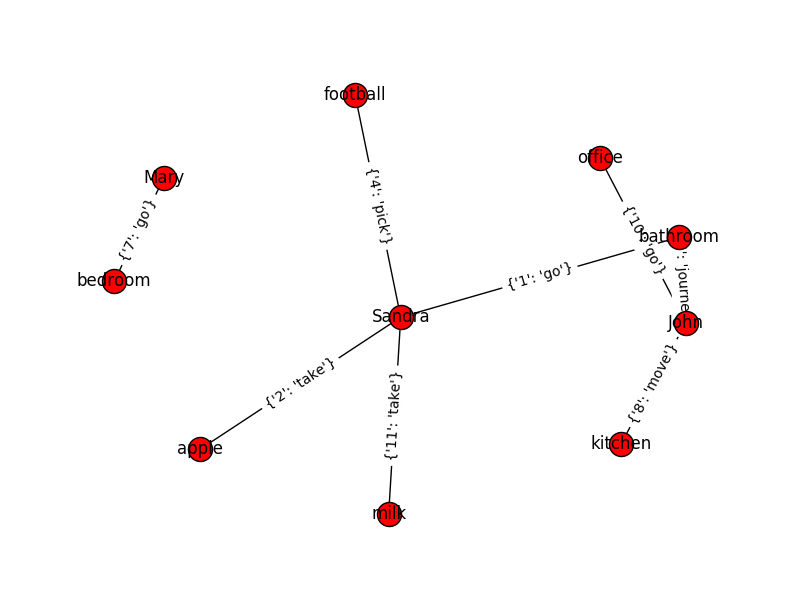 football
office
Mary
{'4': 'pick'}
{'7': 'go'}
{'10': 'go'}
bathroom
bedroom
{'1': 'go'}
': 'journe
Sandra
John
{'2': 'take'}
{'11': 'take'}
{'8': 'move'}
apple
kitchen
milk